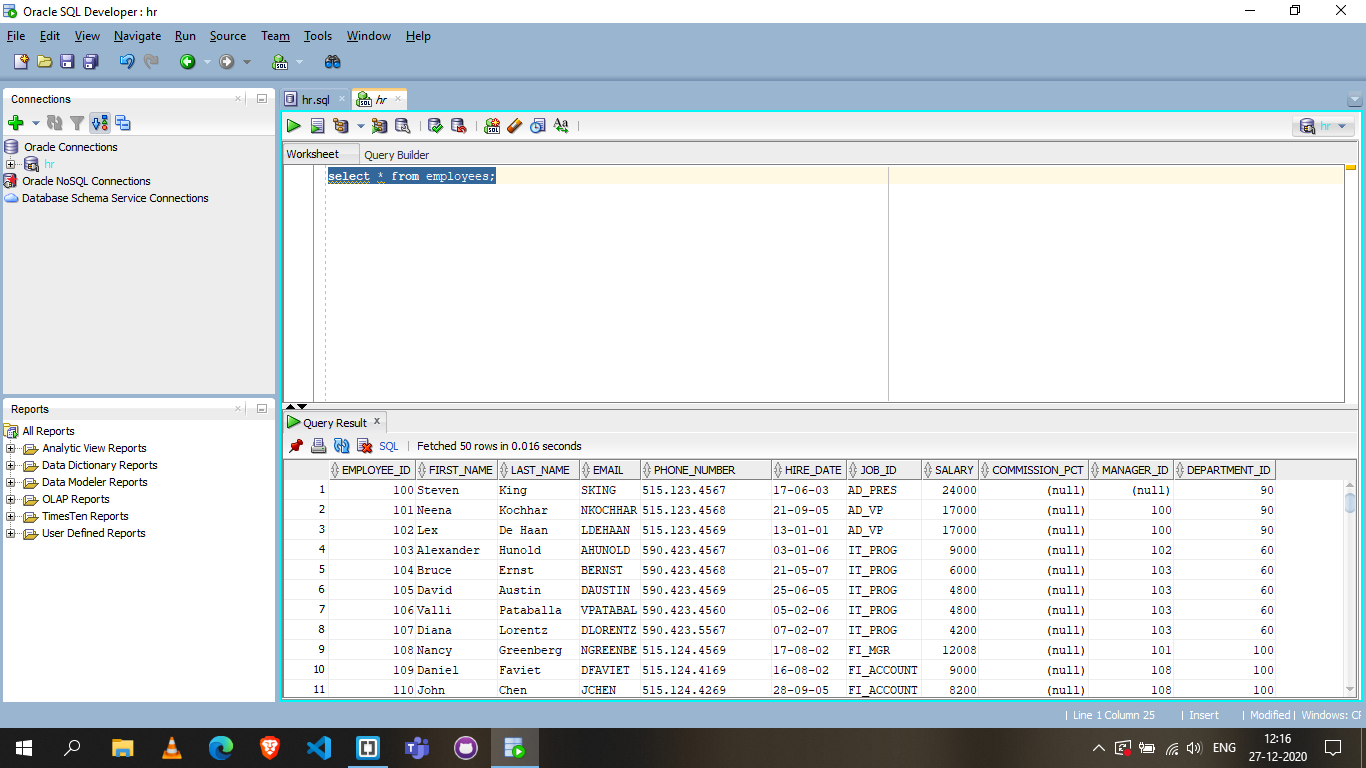 Oracle SQL Developer : hr
File Edit View Navigate Run Source Team Tools Window Help
Connections
Oracle Connections
hr
Oracle NoSQL Connections
Database Schema Service Connections
Reports
All Reports
Analytic View Reports
Data Dictionary Reports
Data Modeler Reports
OLAP Reports
TimesTen Reports
User Defined Reports
hr.sql hr
hr
Worksheet Query Builder
select * from employees;
Query Result
SQL | Fetched 50 rows in 0.016 seconds
EMPLOYEE_ID FIRST_NAME LAST_NAME EMAIL PHONE_NUMBER HIRE_DATE JOB_ID SALARY COMMISSION_PCT MANAGER_ID DEPARTMENT_ID
1 100 Steven King SKING 515.123.4567 17-06-03 AD_PRES 24000 (null) (null) 90
2 101 Neena Kochhar NKOCHHAR 515.123.4568 21-09-05 AD_VP 17000 (null) 100 90
3 102 Lex De Haan LDEHAAN 515.123.4569 13-01-01 AD_VP 17000 (null) 100 90
4 103 Alexander Hunold AHUNOLD 590.423.4567 03-01-06 IT_PROG 9000 (null) 102 60
5 104 Bruce Ernst BERNST 590.423.4568 21-05-07 IT_PROG 6000 (null) 103 60
6 105 David Austin DAUSTIN 590.423.4569 25-06-05 IT_PROG 4800 (null) 103 60
7 106 Valli Pataballa VPATABAL 590.423.4560 05-02-06 IT_PROG 4800 (null) 103 60
8 107 Diana Lorentz DLORENTZ 590.423.5567 07-02-07 IT_PROG 4200 (null) 103 60
9 108 Nancy Greenberg NGREENBE 515.124.4569 17-08-02 FI_MGR 12008 (null) 101 100
10 109 Daniel Faviet DFAVIET 515.124.4169 16-08-02 FI_ACCOUNT 9000 (null) 108 100
11 110 John Chen JCHEN 515.124.4269 28-09-05 FI_ACCOUNT 8200 (null) 108 100
| Line 1 Column 25 | Insert | Modified | Windows: CF
ENG
12:16
27-12-2020